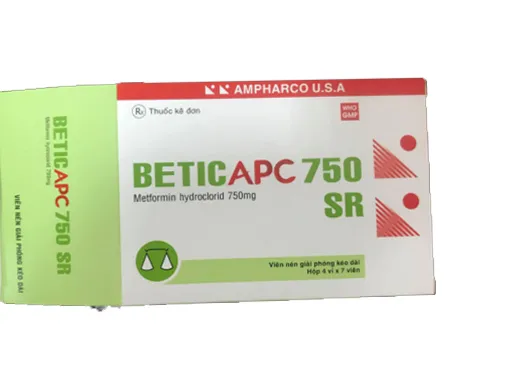 AMPHARCO U.S.A
Rx Thuốc kê đơn
WHO
GMP
BETICAPC 750
SR
Metformin hydroclorid 750mg
Viên nén giải phóng kéo dài
Hộp 4 vỉ x 7 viên
BETICAPC 750 SR
Metformin hydroclorid 750mg
VIÊN NÉN GIẢI PHÓNG KÉO DÀI